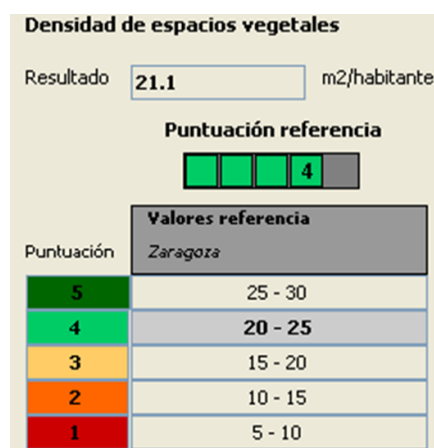 Densidad de espacios vegetales
Resultado 21.1 m2/habitante
Puntuación referencia
4
Valores referencia
Puntuación Zaragoza
5 25 - 30
4 20 - 25
3 15 - 20
2 10 - 15
1 5 - 10